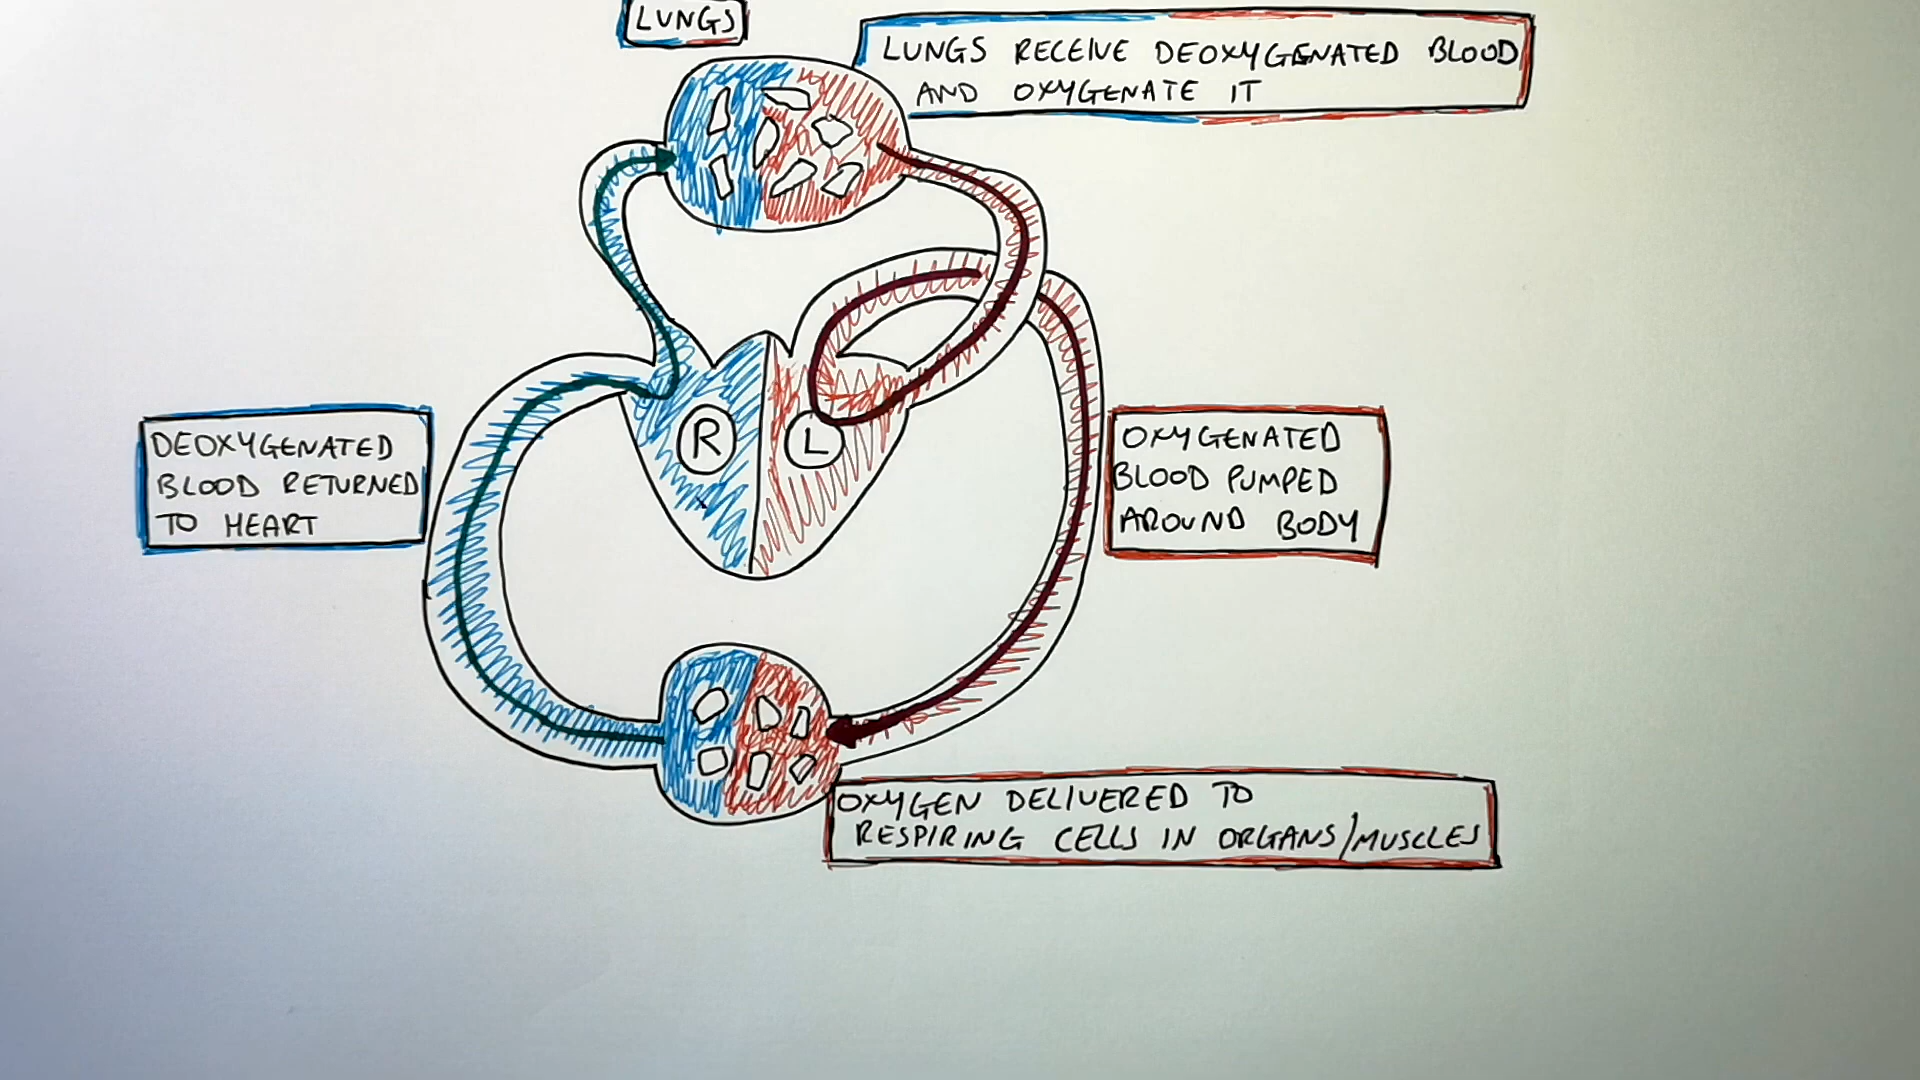 LUNGS
LUNGS RECEIVE DEOXYGENATED BLOOD
AND OXYGENATE IT
R
L
DEOXYGENATED
BLOOD RETURNED
TO HEART
OXYGENATED
BLOOD PUMPED
AROUND BODY
OXYGEN DELIVERED TO
RESPIRING CELLS IN ORGANS/MUSCLES